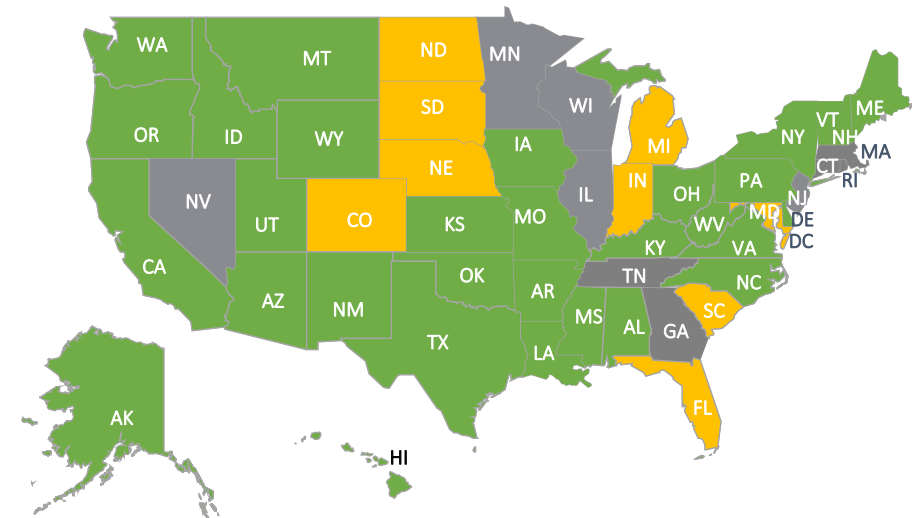 WA
MT
ND
MN
OR
ID
WY
SD
WI
MI
NY
VT
NH
ME
MA
CT
RI
NV
UT
CO
NE
IA
IL
IN
OH
PA
NJ
MD
DE
DC
CA
AZ
NM
KS
OK
MO
AR
KY
WV
VA
TN
NC
SC
TX
LA
MS
AL
GA
FL
AK
HI